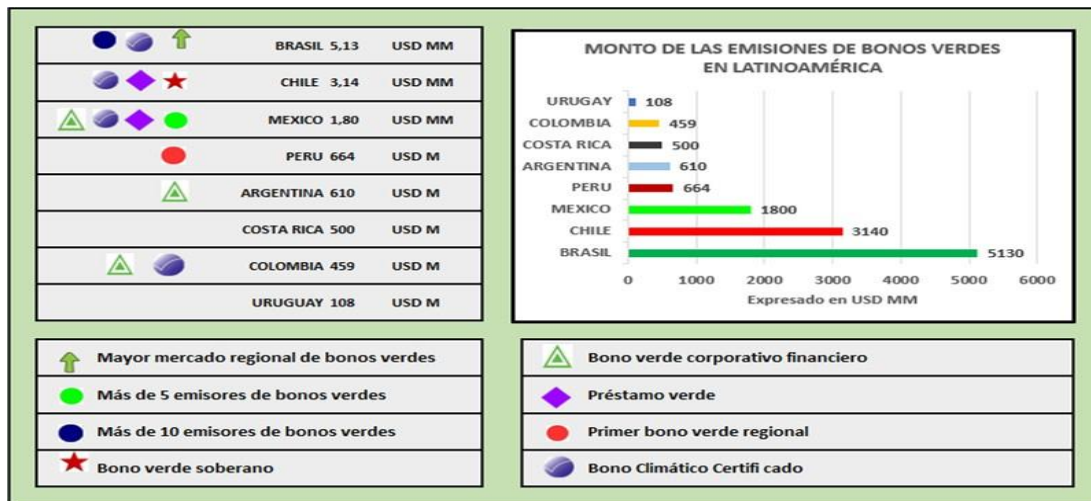 BRASIL 5,13 USD MM
CHILE 3,14 USD MM
MEXICO 1,80 USD MM
PERU 664 USD M
ARGENTINA 610 USD M
COSTA RICA 500 USD M
COLOMBIA 459 USD M
URUGUAY 108 USD M
MONTO DE LAS EMISIONES DE BONOS VERDES
EN LATINOAMÉRICA
URUGAY 108
COLOMBIA 459
COSTA RICA 500
ARGENTINA 610
PERU 664
MEXICO 1800
CHILE 3140
BRASIL 5130
0 1000 2000 3000 4000 5000 6000
Expresado en USD MM
Mayor mercado regional de bonos verdes
Más de 5 emisores de bonos verdes
Más de 10 emisores de bonos verdes
Bono verde soberano
Bono verde corporativo financiero
Préstamo verde
Primer bono verde regional
Bono Climático Certifi cado